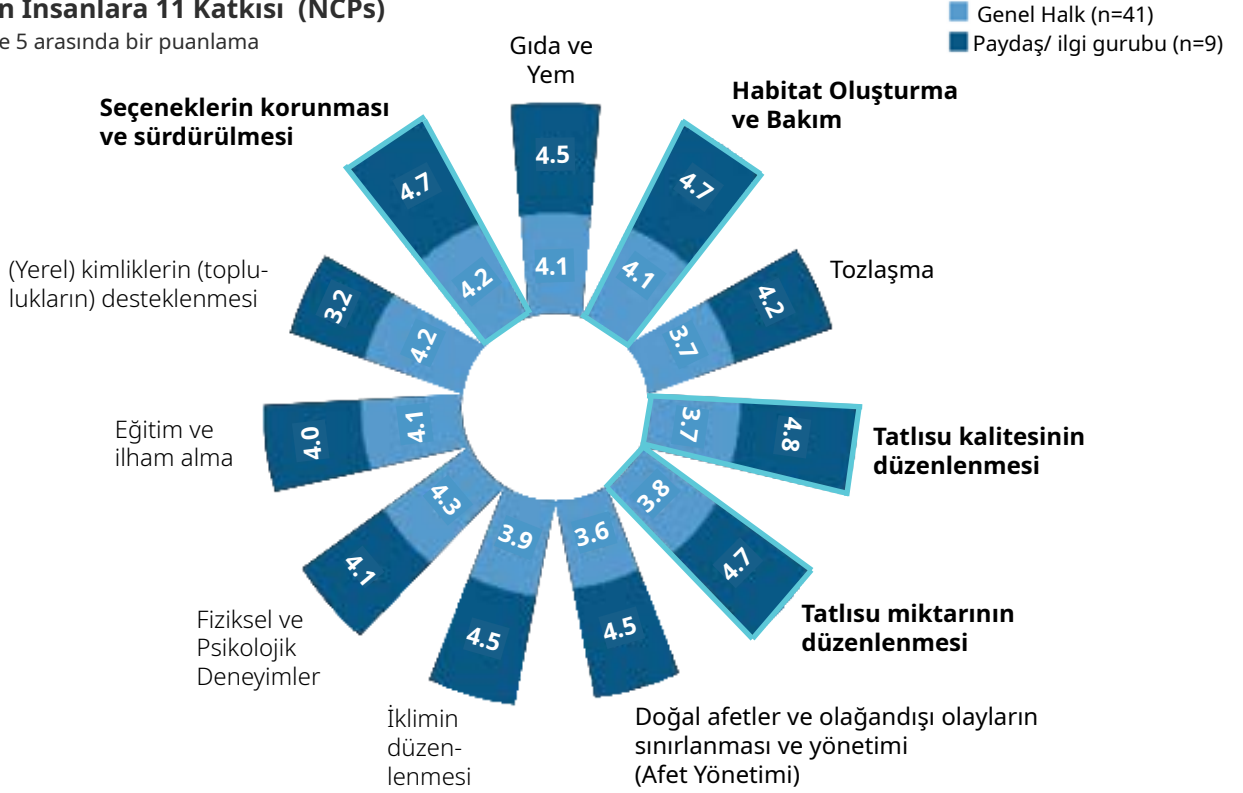 n İnsanlara 11 Katkısı (NCPs)
e 5 arasında bir puanlama
Genel Halk (n=41)
Paydaş/ ilgi gurubu (n=9)
Gıda ve
Yem
4.5
4.1
Habitat Oluşturma
ve Bakım
4.7
4.1
Tozlaşma
4.2
3.7
Tatlısu kalitesinin
düzenlenmesi
4.8
3.7
Tatlısu miktarının
düzenlenmesi
4.7
3.8
Doğal afetler ve olağandışı olayların
sınırlanması ve yönetimi
(Afet Yönetimi)
4.5
3.6
İklimin
düzen-
lenmesi
4.5
3.9
Fiziksel ve
Psikolojik
Deneyimler
4.1
4.3
Eğitim ve
ilham alma
4.0
4.1
(Yerel) kimliklerin (toplu-
lukların) desteklenmesi
3.2
4.2
Seçeneklerin korunması
ve sürdürülmesi
4.7
4.2